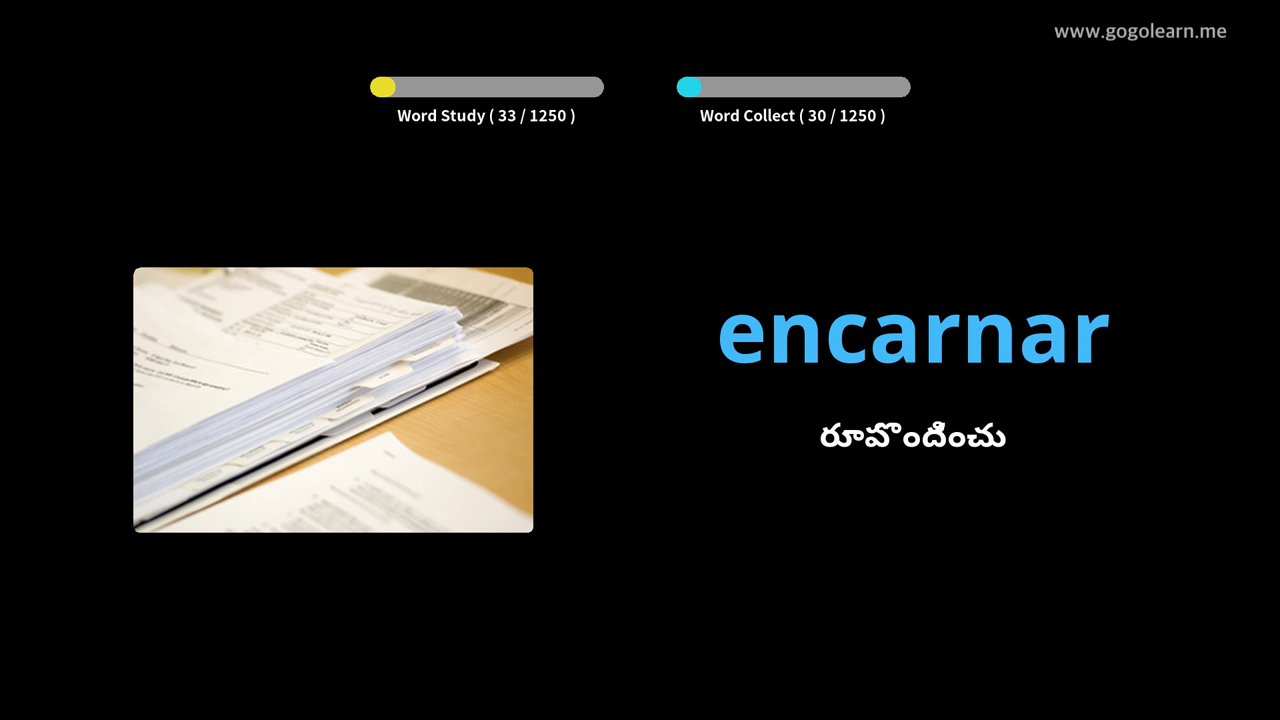 www.gogolearn.me
Word Study ( 33 / 1250 )
Word Collect ( 30 / 1250 )
encarnar
రూపొందించు